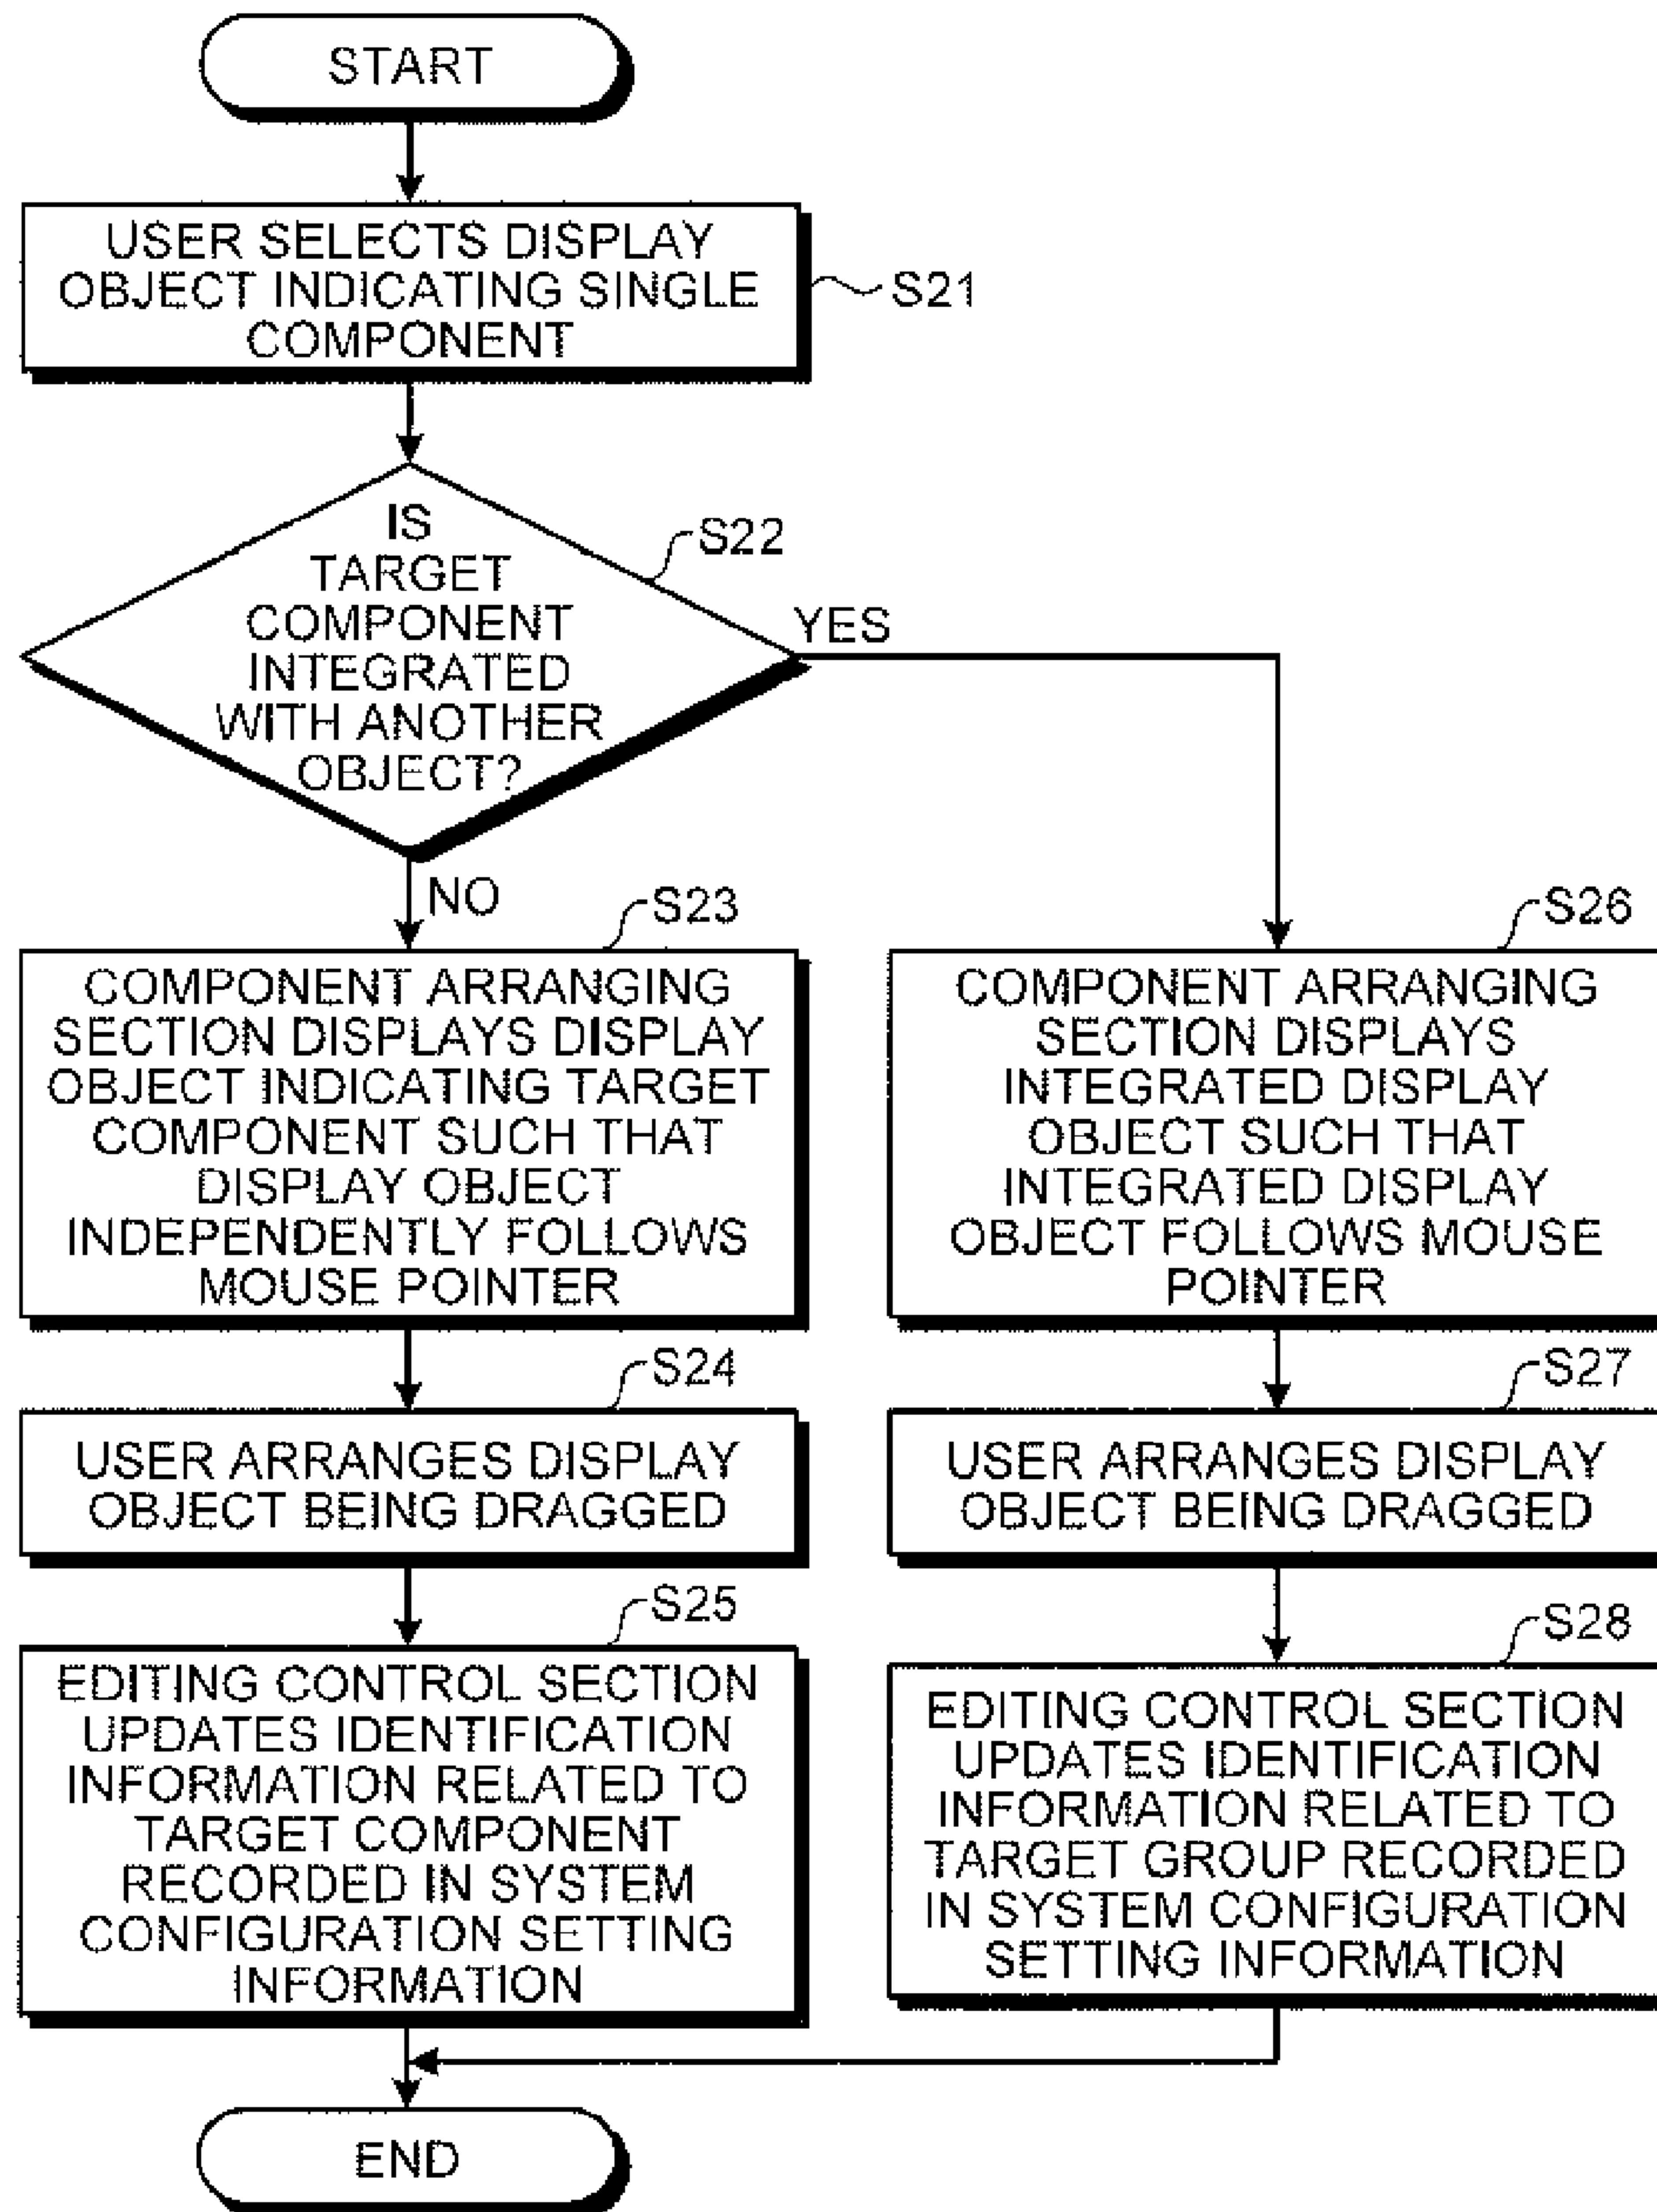 START
USER SELECTS DISPLAY
OBJECT INDICATING SINGLE
COMPONENT
S21
IS
TARGET
COMPONENT
INTEGRATED
WITH ANOTHER
OBJECT?
S22
YES
NO
S23
COMPONENT ARRANGING
SECTION DISPLAYS DISPLAY
OBJECT INDICATING TARGET
COMPONENT SUCH THAT
DISPLAY OBJECT
INDEPENDENTLY FOLLOWS
MOUSE POINTER
S24
USER ARRANGES DISPLAY
OBJECT BEING DRAGGED
S25
EDITING CONTROL SECTION
UPDATES IDENTIFICATION
INFORMATION RELATED TO
TARGET COMPONENT
RECORDED IN SYSTEM
CONFIGURATION SETTING
INFORMATION
S26
COMPONENT ARRANGING
SECTION DISPLAYS
INTEGRATED DISPLAY
OBJECT SUCH THAT
INTEGRATED DISPLAY
OBJECT FOLLOWS MOUSE
POINTER
S27
USER ARRANGES DISPLAY
OBJECT BEING DRAGGED
S28
EDITING CONTROL SECTION
UPDATES IDENTIFICATION
INFORMATION RELATED TO
TARGET GROUP RECORDED
IN SYSTEM CONFIGURATION
SETTING INFORMATION
END